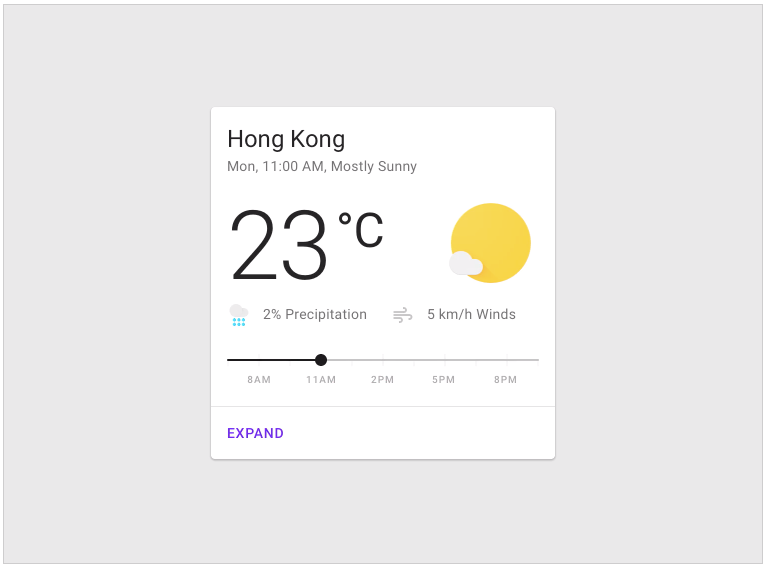 Hong Kong
Mon, 11:00 AM, Mostly Sunny
23°C
2% Precipitation 5 km/h Winds
8AM 11AM 2PM 5PM 8PM
EXPAND